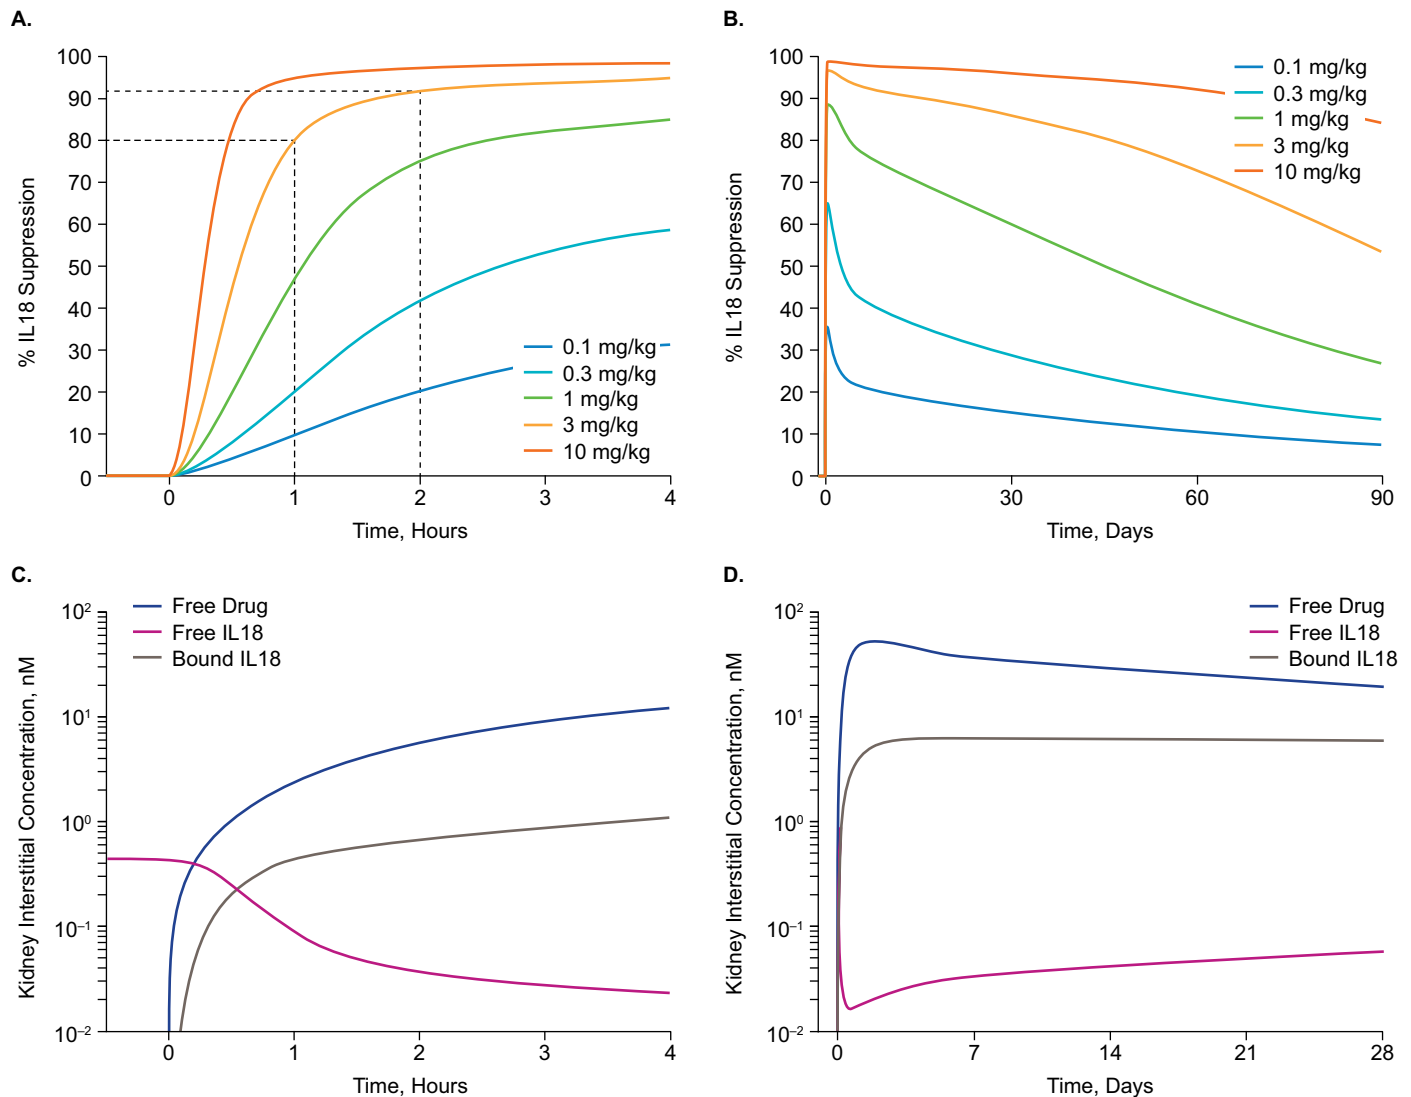 A.
% IL18 Suppression
100
90
80
70
60
50
40
30
20
10
0
0.1 mg/kg
0.3 mg/kg
1 mg/kg
3 mg/kg
10 mg/kg
0 1 2 3 4
Time, Hours
B.
% IL18 Suppression
100
90
80
70
60
50
40
30
20
10
0
0.1 mg/kg
0.3 mg/kg
1 mg/kg
3 mg/kg
10 mg/kg
0 30 60 90
Time, Days
C.
Kidney Interstitial Concentration, nM
10²
10¹
10⁰
10⁻¹
10⁻²
Free Drug
Free IL18
Bound IL18
0 1 2 3 4
Time, Hours
D.
Kidney Interstitial Concentration, nM
10²
10¹
10⁰
10⁻¹
10⁻²
Free Drug
Free IL18
Bound IL18
0 7 14 21 28
Time, Days